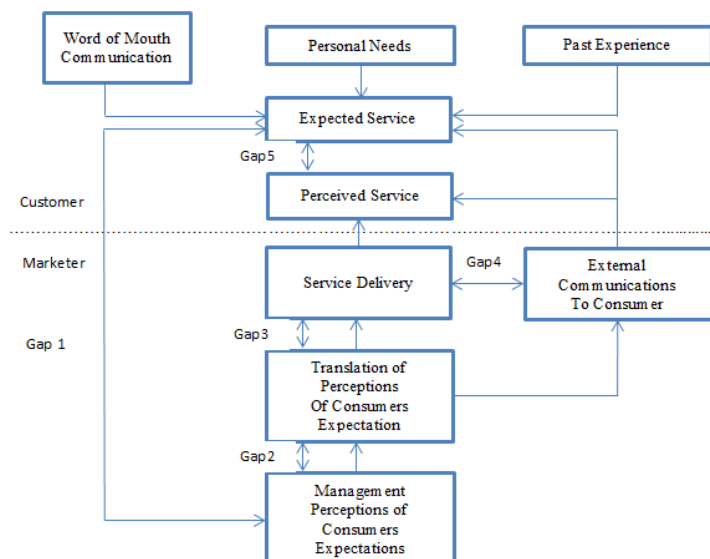 Word of Mouth
Communication
Personal Needs
Past Experience
Expected Service
Gap5
Perceived Service
Customer
Marketer
Service Delivery
Gap4
External
Communications
To Consumer
Gap 1
Gap3
Translation of
Perceptions
Of Consumers
Expectation
Gap2
Management
Perceptions of
Consumers
Expectations